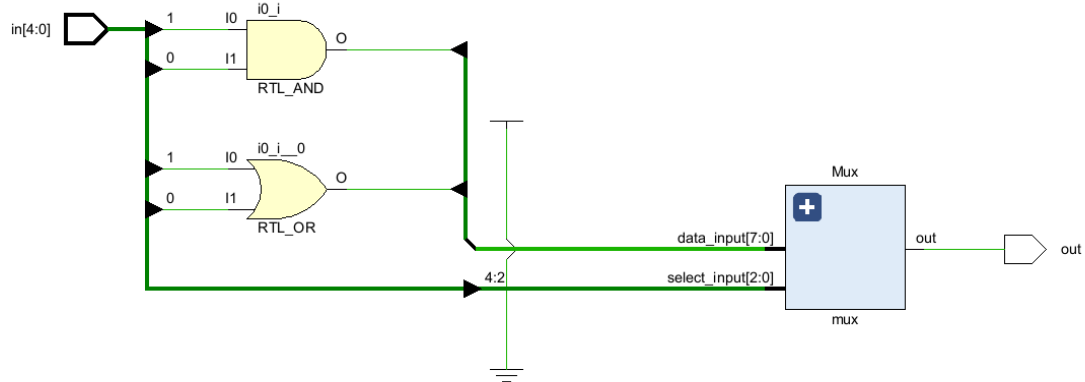 in[4:0]
1 I0 i0_i
0 I1 O
RTL_AND
1 I0 i0_i__0
0 I1 O
RTL_OR
4:2
data_input[7:0]
select_input[2:0]
Mux
mux
out
out